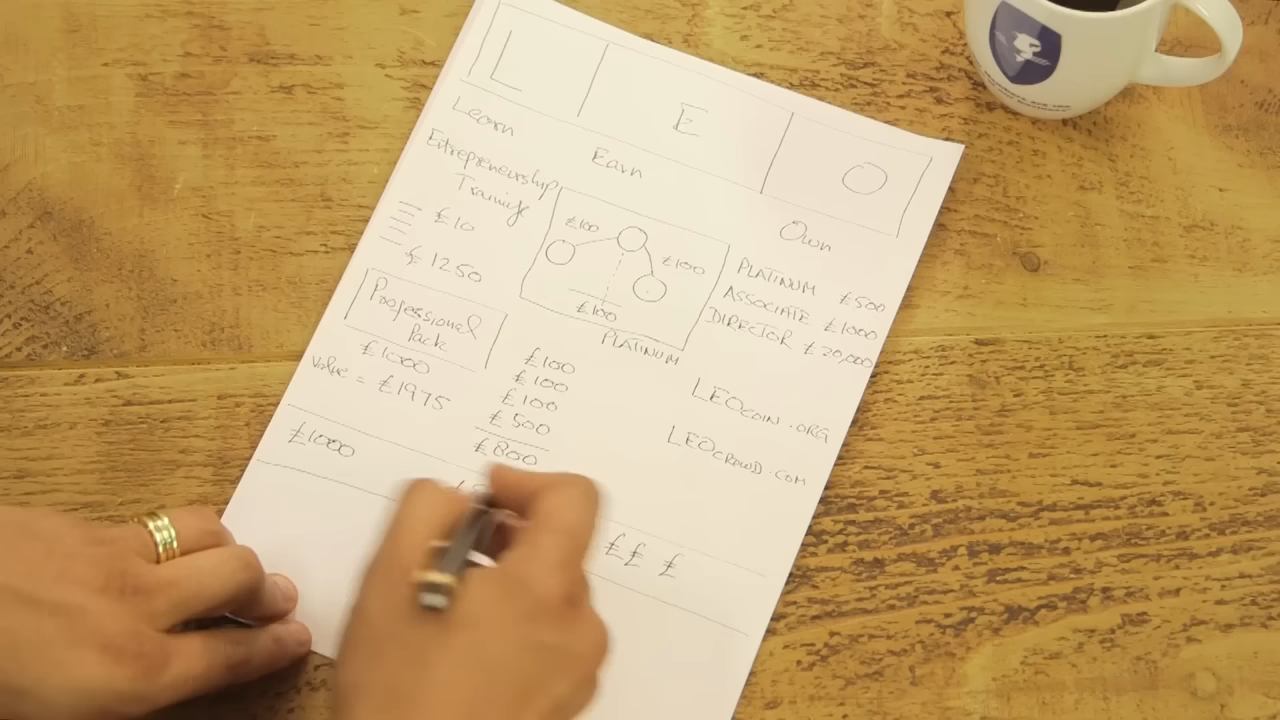 L
E
O
Learn
Earn
Own
Entrepreneurship
Training
£10
£1250
Professional
Pack
£1000
Value = £1975
£1000
£100
£100
£100
PLATINUM
£100
£100
£100
£500
£800
PLATINUM £500
ASSOCIATE £1000
DIRECTOR £20,000
LEOCOIN.ORG
LEOCROWD.COM
£ £ £